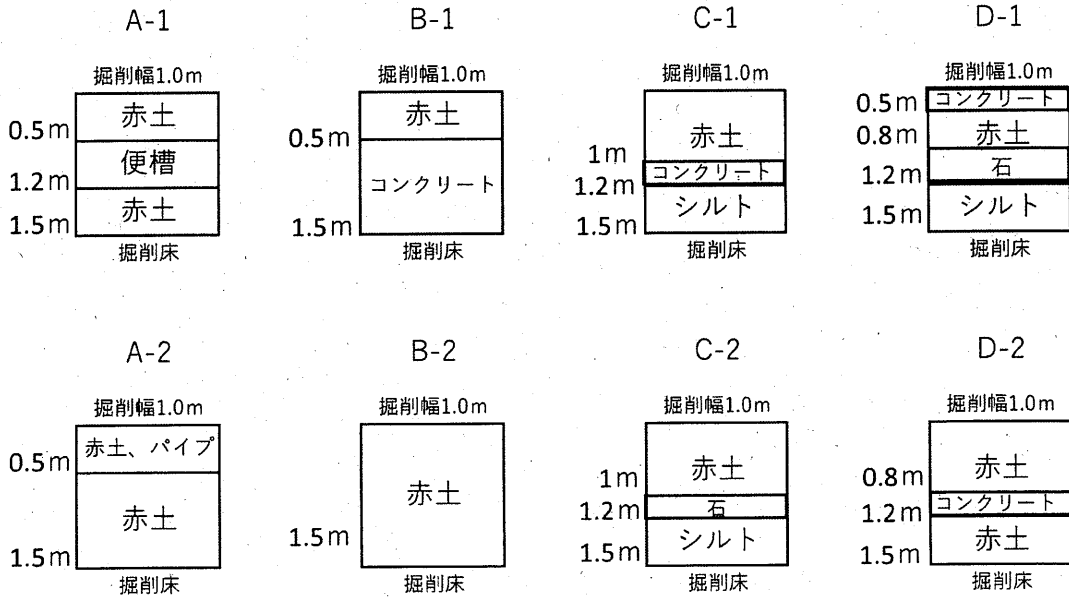 A-1
掘削幅1.0m
赤土
0.5m
便槽
1.2m
赤土
1.5m
掘削床
B-1
掘削幅1.0m
赤土
0.5m
コンクリート
1.5m
掘削床
C-1
掘削幅1.0m
赤土
1m
コンクリート
1.2m
シルト
1.5m
掘削床
D-1
掘削幅1.0m
0.5m
コンクリート
0.8m
赤土
石
1.2m
シルト
1.5m
掘削床
A-2
掘削幅1.0m
赤土、パイプ
0.5m
赤土
1.5m
掘削床
B-2
掘削幅1.0m
赤土
1.5m
掘削床
C-2
掘削幅1.0m
赤土
1m
石
1.2m
シルト
1.5m
掘削床
D-2
掘削幅1.0m
赤土
0.8m
コンクリート
1.2m
赤土
1.5m
掘削床